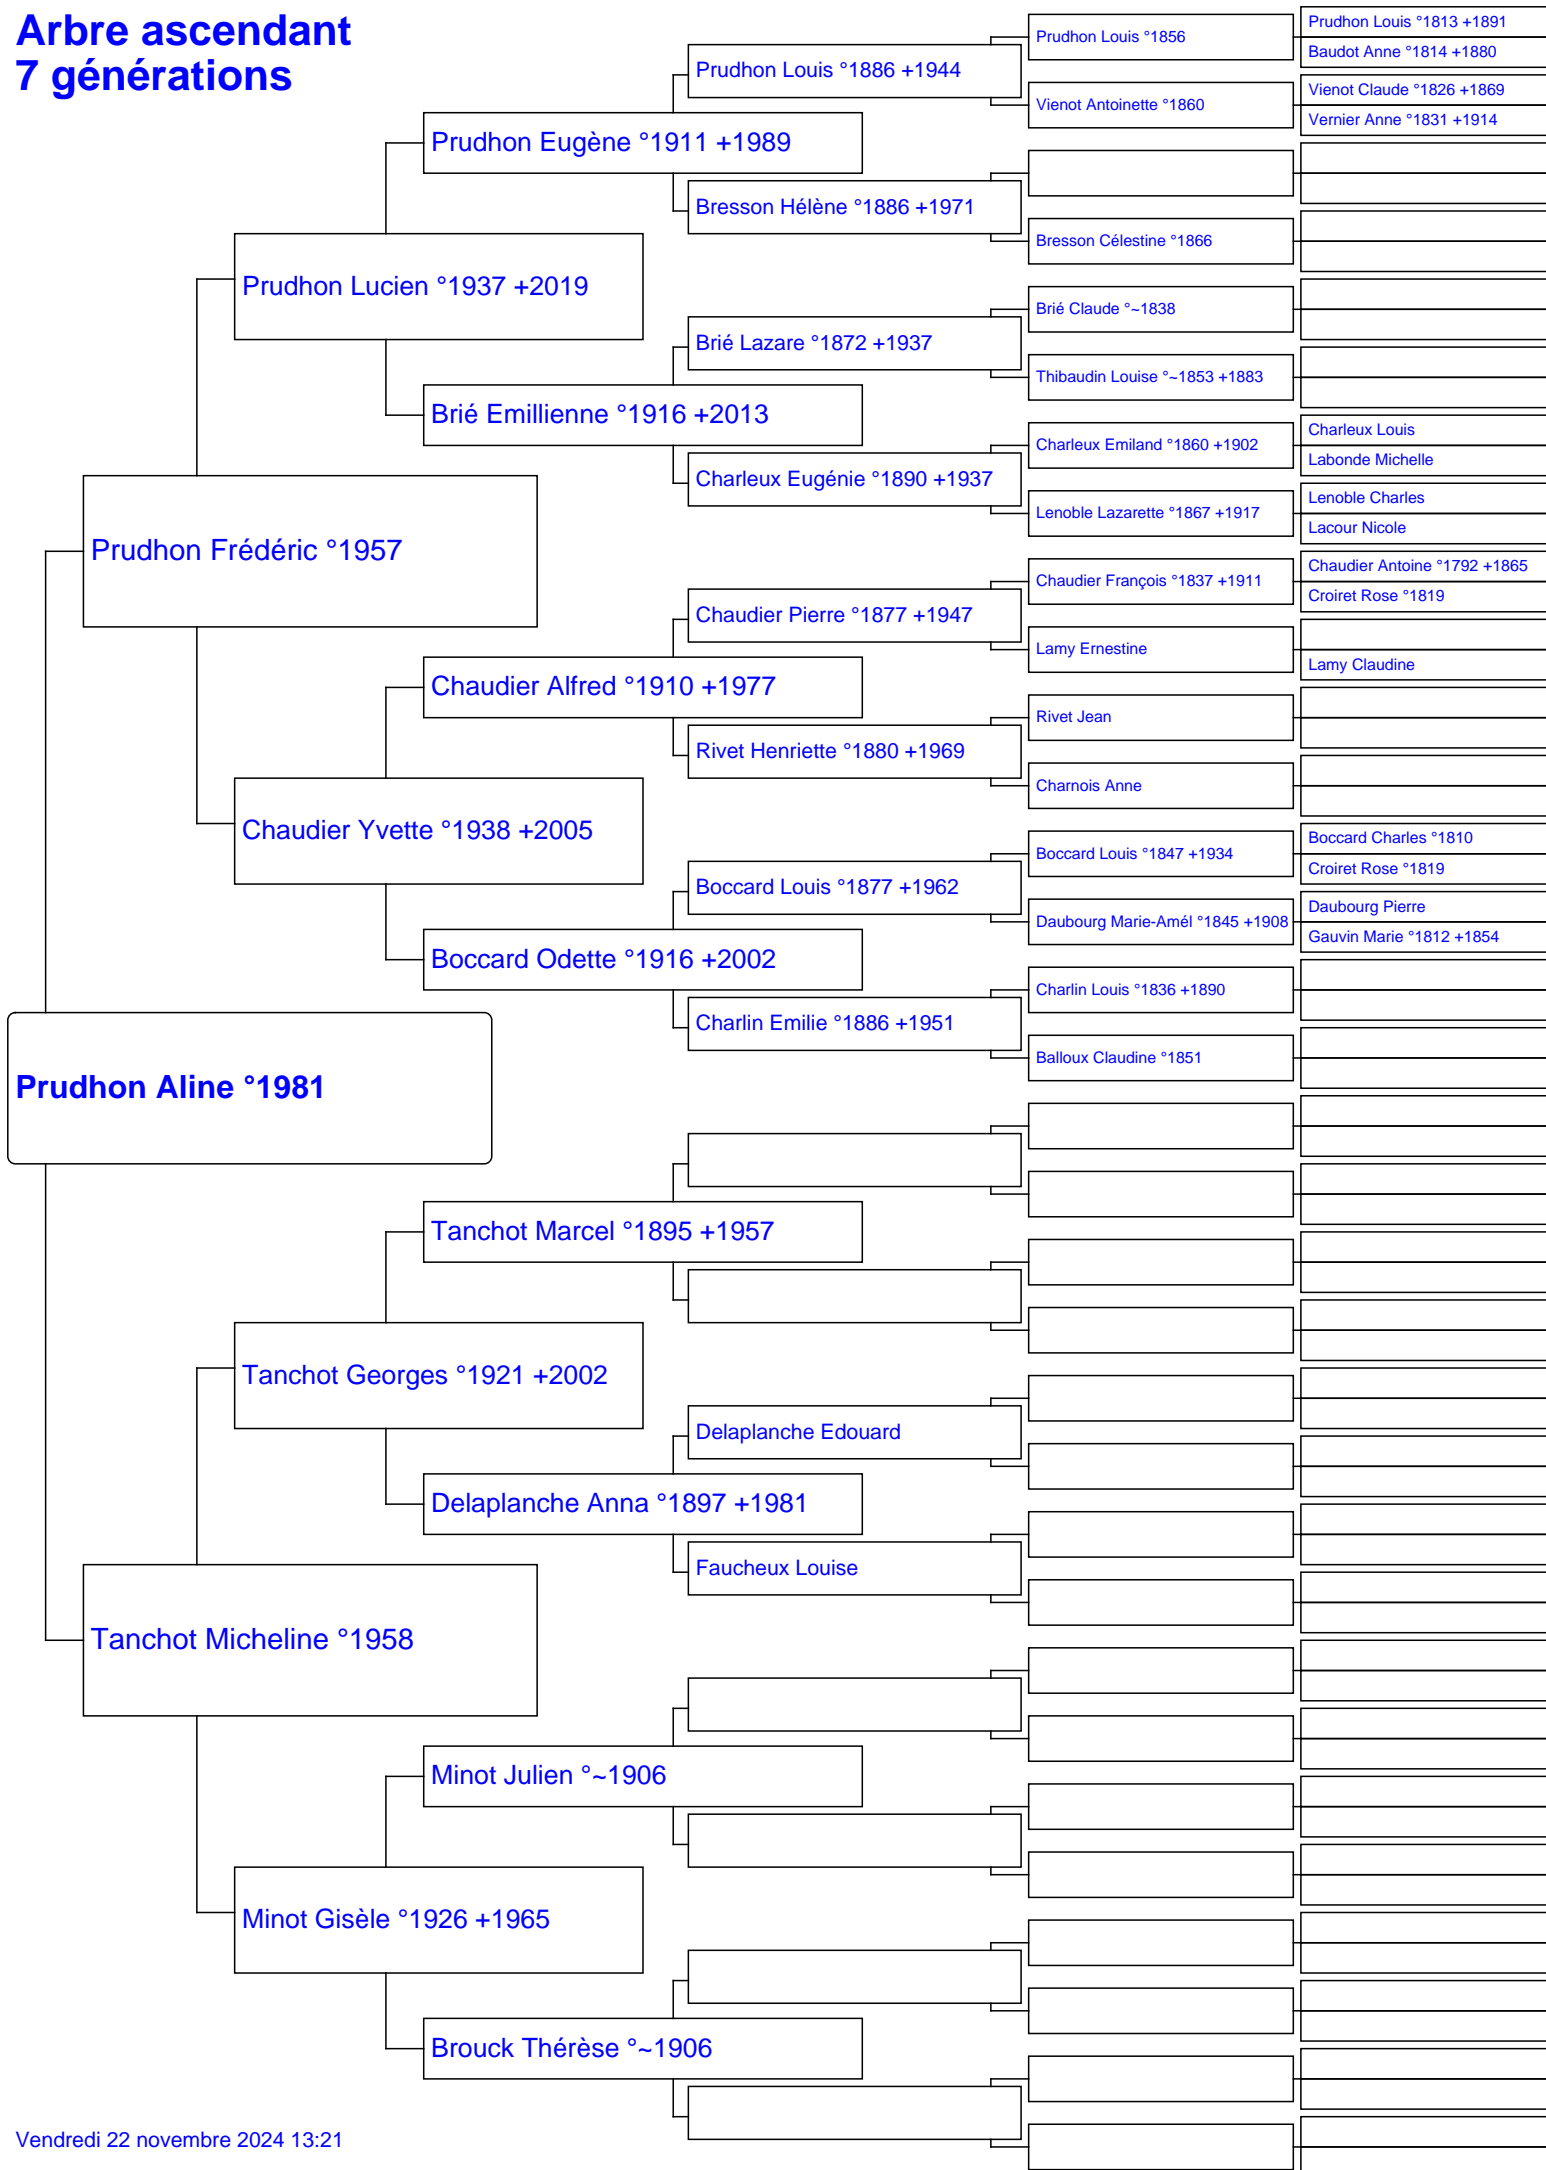 Arbre ascendant
7 générations
Prudhon Aline °1981
Prudhon Frédéric °1957
Tanchot Micheline °1958
Prudhon Lucien °1937 +2019
Chaudier Yvette °1938 +2005
Tanchot Georges °1921 +2002
Minot Gisèle °1926 +1965
Prudhon Eugène °1911 +1989
Brié Emillienne °1916 +2013
Chaudier Alfred °1910 +1977
Boccard Odette °1916 +2002
Tanchot Marcel °1895 +1957
Delaplanche Anna °1897 +1981
Minot Julien °~1906
Brouck Thérèse °~1906
Prudhon Louis °1886 +1944
Bresson Hélène °1886 +1971
Brié Lazare °1872 +1937
Charleux Eugénie °1890 +1937
Chaudier Pierre °1877 +1947
Rivet Henriette °1880 +1969
Boccard Louis °1877 +1962
Charlin Emilie °1886 +1951
Delaplanche Edouard
Faucheux Louise
Prudhon Louis °1856
Vienot Antoinette °1860
Bresson Célestine °1866
Brié Claude °~1838
Thibaudin Louise °~1853 +1883
Charleux Emiland °1860 +1902
Lenoble Lazarette °1867 +1917
Chaudier François °1837 +1911
Lamy Ernestine
Rivet Jean
Charnois Anne
Boccard Louis °1847 +1934
Daubourg Marie-Amél °1845 +1908
Charlin Louis °1836 +1890
Balloux Claudine °1851
Prudhon Louis °1813 +1891
Baudot Anne °1814 +1880
Vienot Claude °1826 +1869
Vernier Anne °1831 +1914
Charleux Louis
Labonde Michelle
Lenoble Charles
Lacour Nicole
Chaudier Antoine °1792 +1865
Croiret Rose °1819
Lamy Claudine
Boccard Charles °1810
Croiret Rose °1819
Daubourg Pierre
Gauvin Marie °1812 +1854
Vendredi 22 novembre 2024 13:21